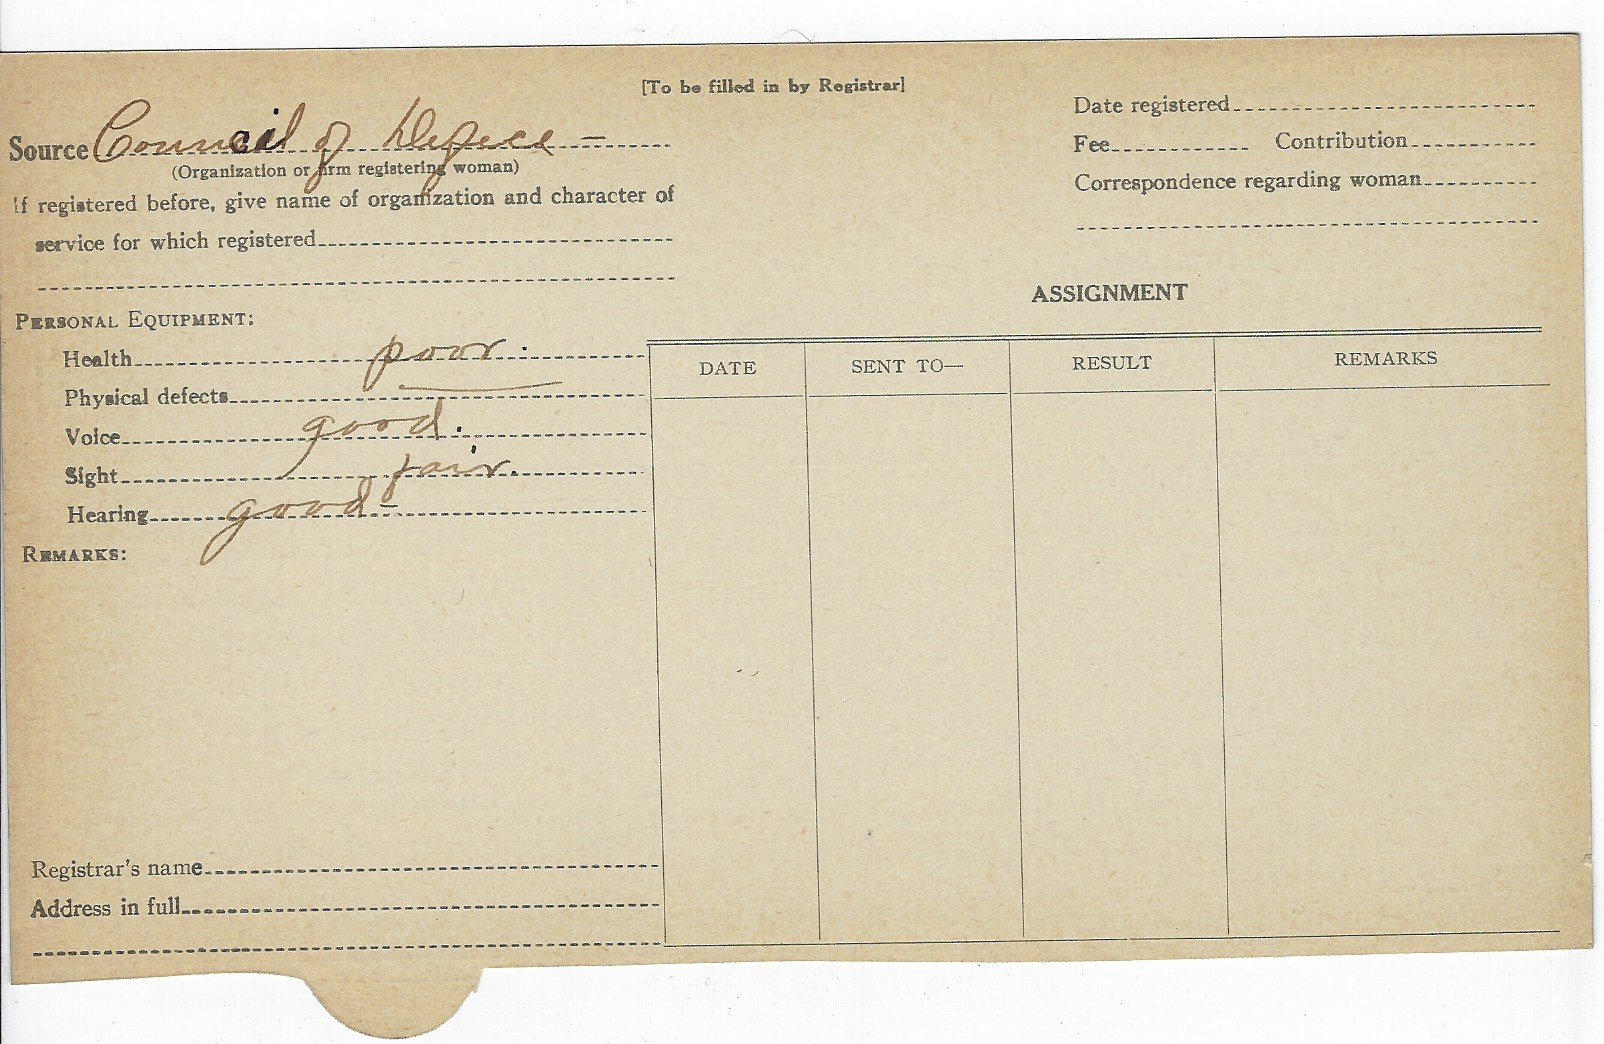 [To be filled in by Registrar]
Source Council of Defece -
(Organization or firm registering woman)
If registered before, give name of organization and character of
service for which registered
PERSONAL EQUIPMENT:
Health poor.
Physical defects —
Voice good.
Sight fair.
Hearing good -
REMARKS:
Registrar's name
Address in full
Date registered
Fee Contribution
Correspondence regarding woman
ASSIGNMENT
DATE SENT TO— RESULT REMARKS